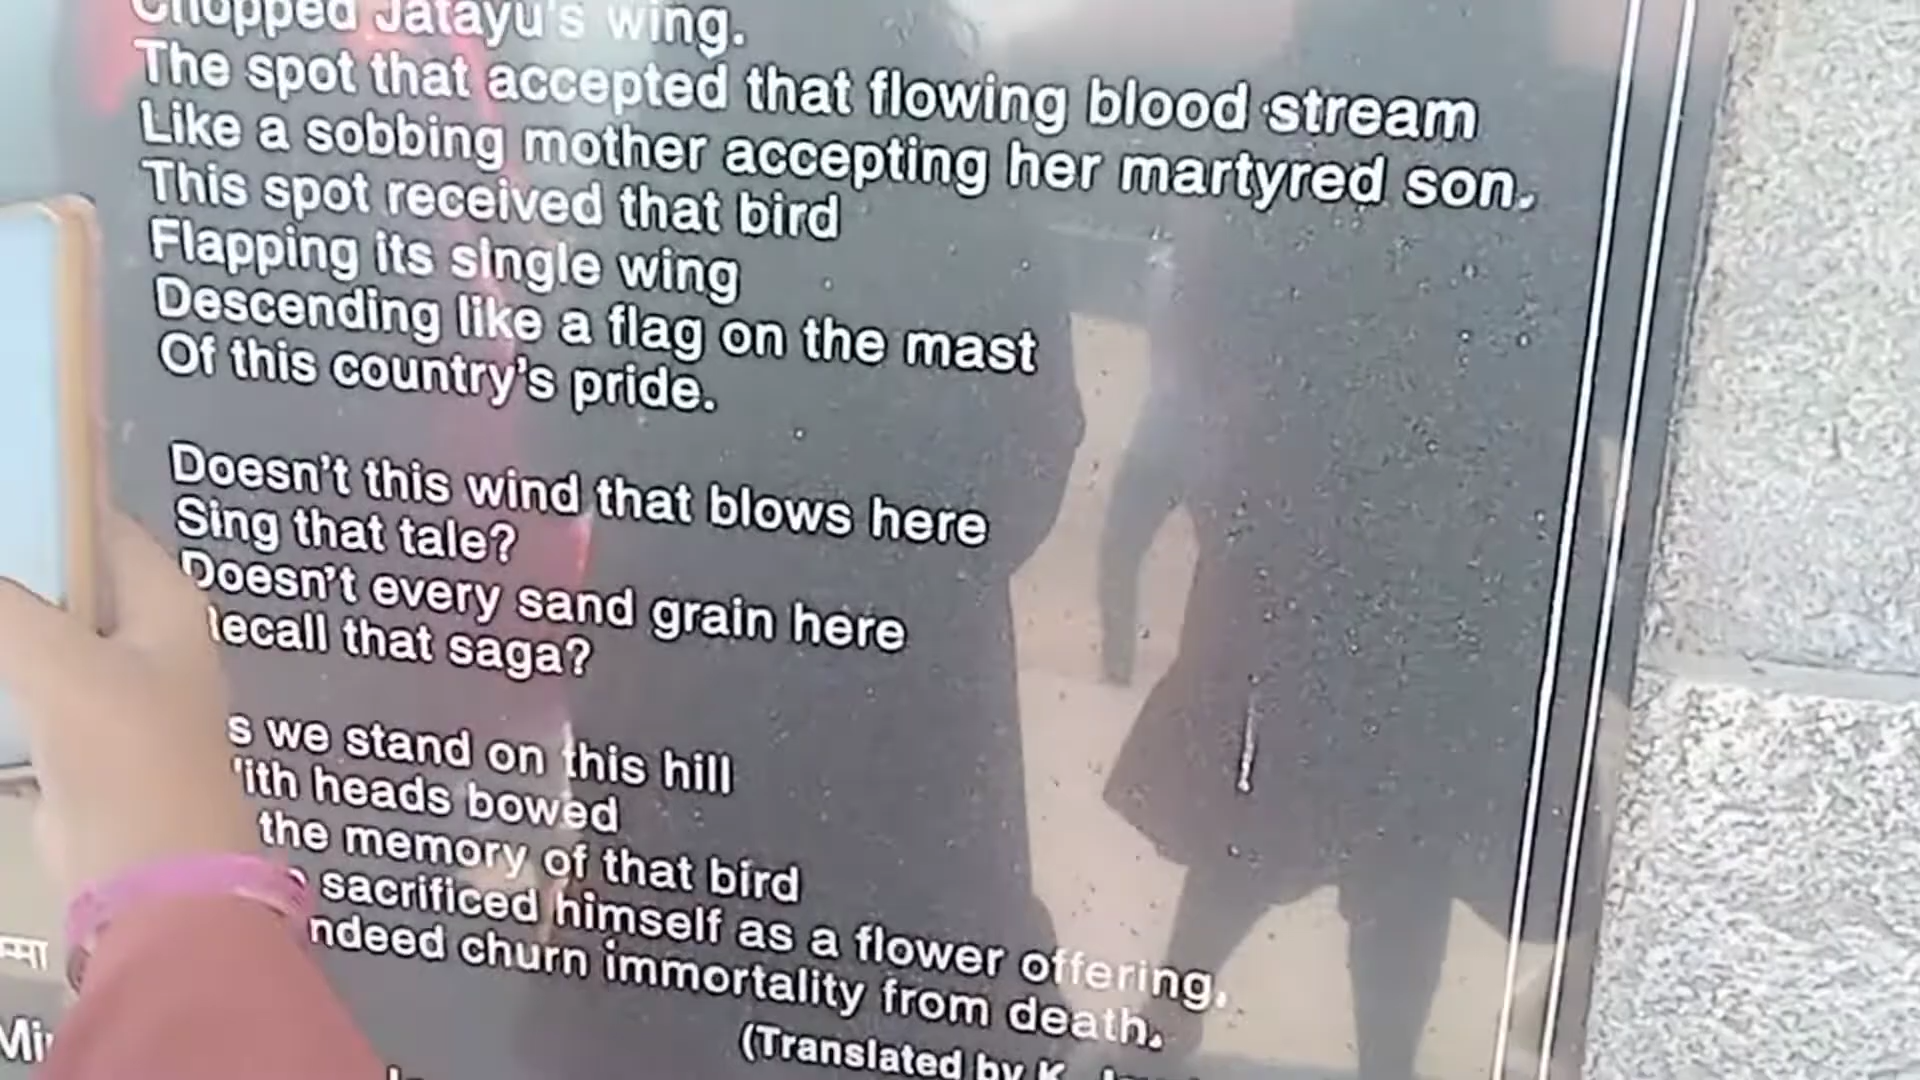 Chopped Jatayu's wing.
The spot that accepted that flowing blood stream
Like a sobbing mother accepting her martyred son.
This spot received that bird
Flapping its single wing
Descending like a flag on the mast
Of this country's pride.
Doesn't this wind that blows here
Sing that tale?
Doesn't every sand grain here
ecall that saga?
s we stand on this hill
ith heads bowed
the memory of that bird
sacrificed himself as a flower offering.
ndeed churn immortality from death.
(Translated by K.